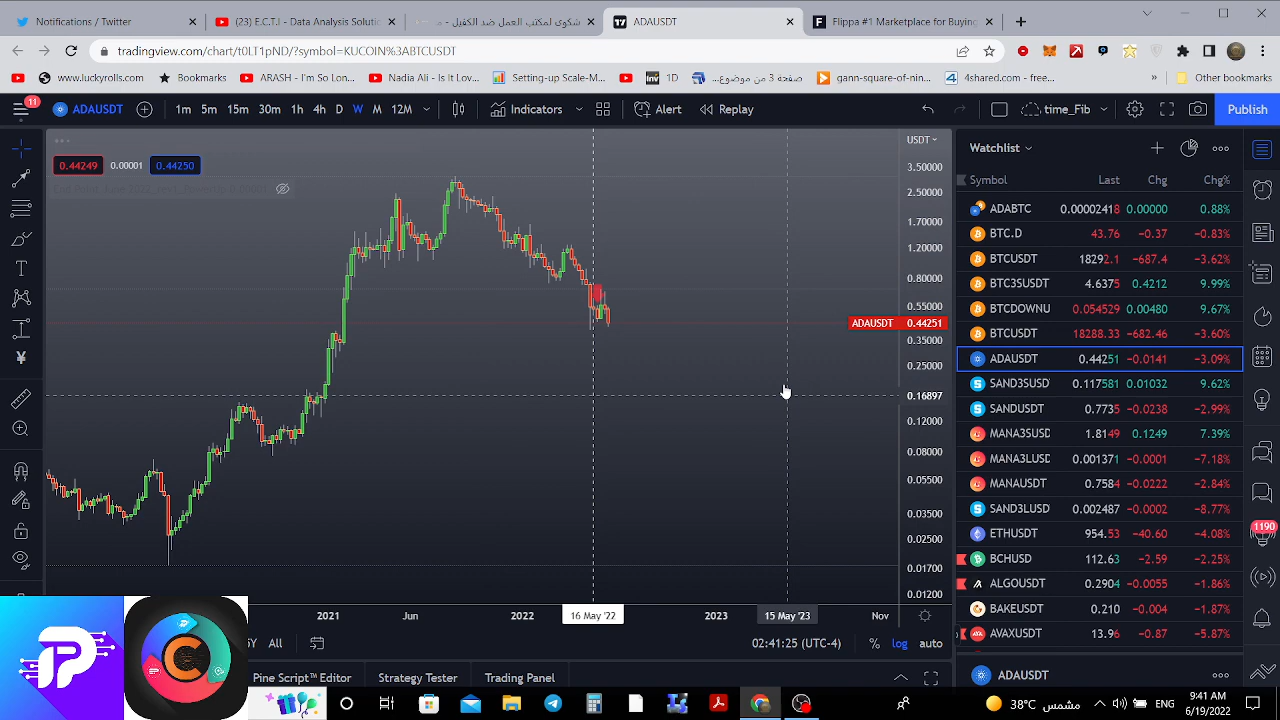 Notifications / Twitter
(23) E.C.T.I - Data Analysis Solutio
شكوى لمكتب العمل ضد الكفيل -
ADAUSDT
Flippa #1 Marketplace for Buying
tradingview.com/chart/t0LT1pND/?symbol=KUCOIN%3ABTCUSDT
www.luckyrolls.com
Bookmarks
ARASH - I'm So Lon...
Nadia Ali - Is it Low...
Setting-up Scale-M...
Inv 1D
صفحة 3 من موضوع...
gann-square-of-nin...
4shared.com/free...
»
Other bookmarks
11
ADAUSDT
1m 5m 15m 30m 1h 4h D W M 12M
Indicators
Alert
Replay
time_Fib
Publish
0.44249 0.00001 0.44250
USDT
3.50000
2.50000
1.70000
1.20000
0.80000
0.55000
ADAUSDT 0.44251
0.35000
0.25000
0.16897
0.12000
0.08000
0.05500
0.03500
0.02500
0.01700
0.01200
2021 Jun 2022 16 May '22 2023 15 May '23 Nov
All
02:41:25 (UTC-4)
% log auto
Editor
Strategy Tester
Trading Panel
Watchlist
Symbol Last Chg Chg%
ADABTC 0.00002418 0.00000 0.88%
BTC.D 43.76 −0.37 −0.83%
BTCUSDT 18292.1 −687.4 −3.62%
BTC3SUSDT 4.6375 0.4212 9.99%
BTCDOWNU 0.054529 0.00480 9.67%
BTCUSDT 18288.33 −682.46 −3.60%
ADAUSDT 0.44251 −0.0141 −3.09%
SAND3SUSD 0.117581 0.01032 9.62%
SANDUSDT 0.7735 −0.0238 −2.99%
MANA3SUSD 1.8149 0.1249 7.39%
MANA3LUSD 0.001371 −0.0001 −7.18%
MANAUSDT 0.7584 −0.0222 −2.84%
SAND3LUSD 0.002487 −0.0002 −8.77%
ETHUSDT 954.53 −40.60 −4.08%
BCHUSD 112.63 −2.59 −2.25%
ALGOUSDT 0.2904 −0.0055 −1.86%
BAKEUSDT 0.210 −0.004 −1.87%
AVAXUSDT 13.96 −0.87 −5.87%
ADAUSDT
1190
38°C مشمس
9:41 AM
6/19/2022